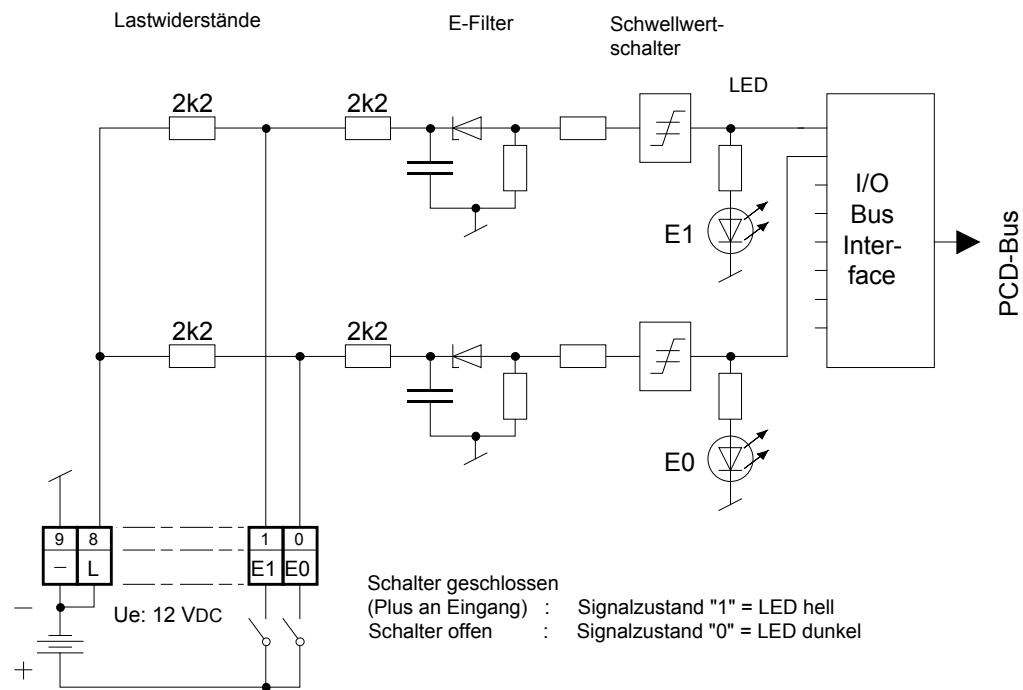 Lastwiderstände
E-Filter
Schwellwert-
schalter
LED
2k2
2k2
I/O
Bus
Inter-
face
PCD-Bus
E1
2k2
2k2
E0
9
8
1
0
–
L
E1
E0
–
+
Ue: 12 VDC
Schalter geschlossen
(Plus an Eingang) : Signalzustand "1" = LED hell
Schalter offen : Signalzustand "0" = LED dunkel